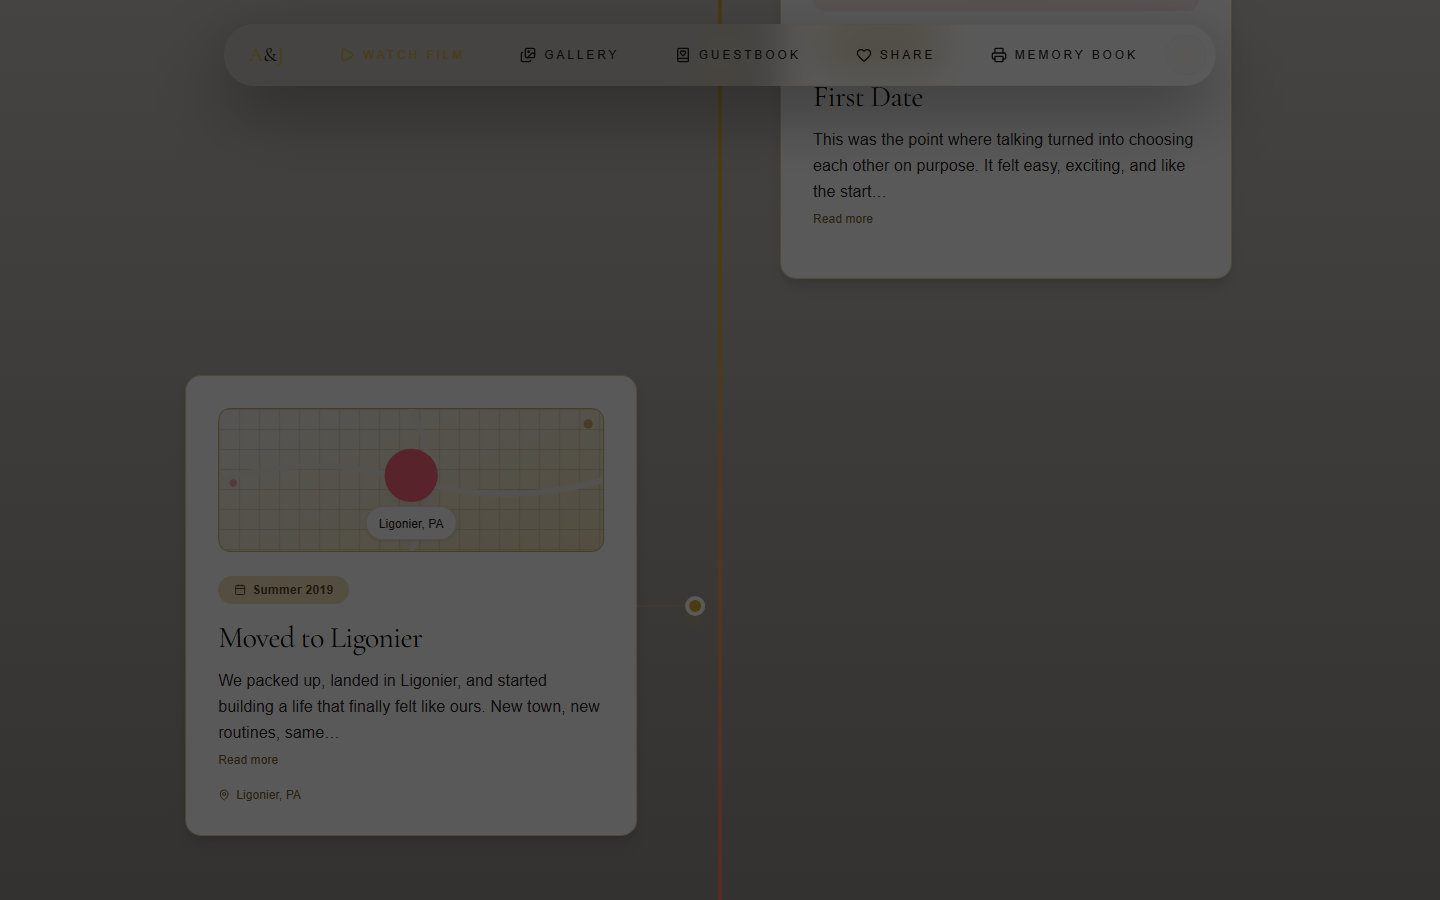 A&J
WATCH FILM
GALLERY
GUESTBOOK
SHARE
MEMORY BOOK
First Date
This was the point where talking turned into choosing
each other on purpose. It felt easy, exciting, and like
the start...
Read more
Ligonier, PA
Summer 2019
Moved to Ligonier
We packed up, landed in Ligonier, and started
building a life that finally felt like ours. New town, new
routines, same...
Read more
Ligonier, PA